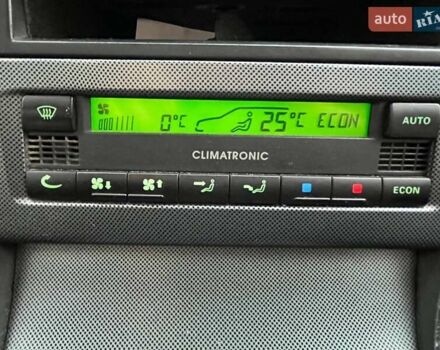 auto RIA
0°C 25°C ECON
AUTO
CLIMATRONIC
ECON